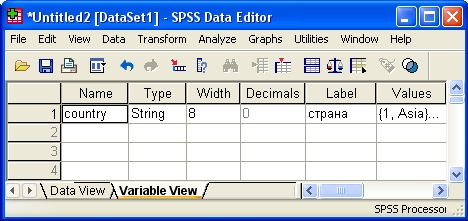 *Untitled2 [DataSet1] - SPSS Data Editor
File Edit View Data Transform Analyze Graphs Utilities Window Help
Name Type Width Decimals Label Values
1 country String 8 0 страна {1, Asia}...
2
3
4
Data View Variable View
SPSS Processor